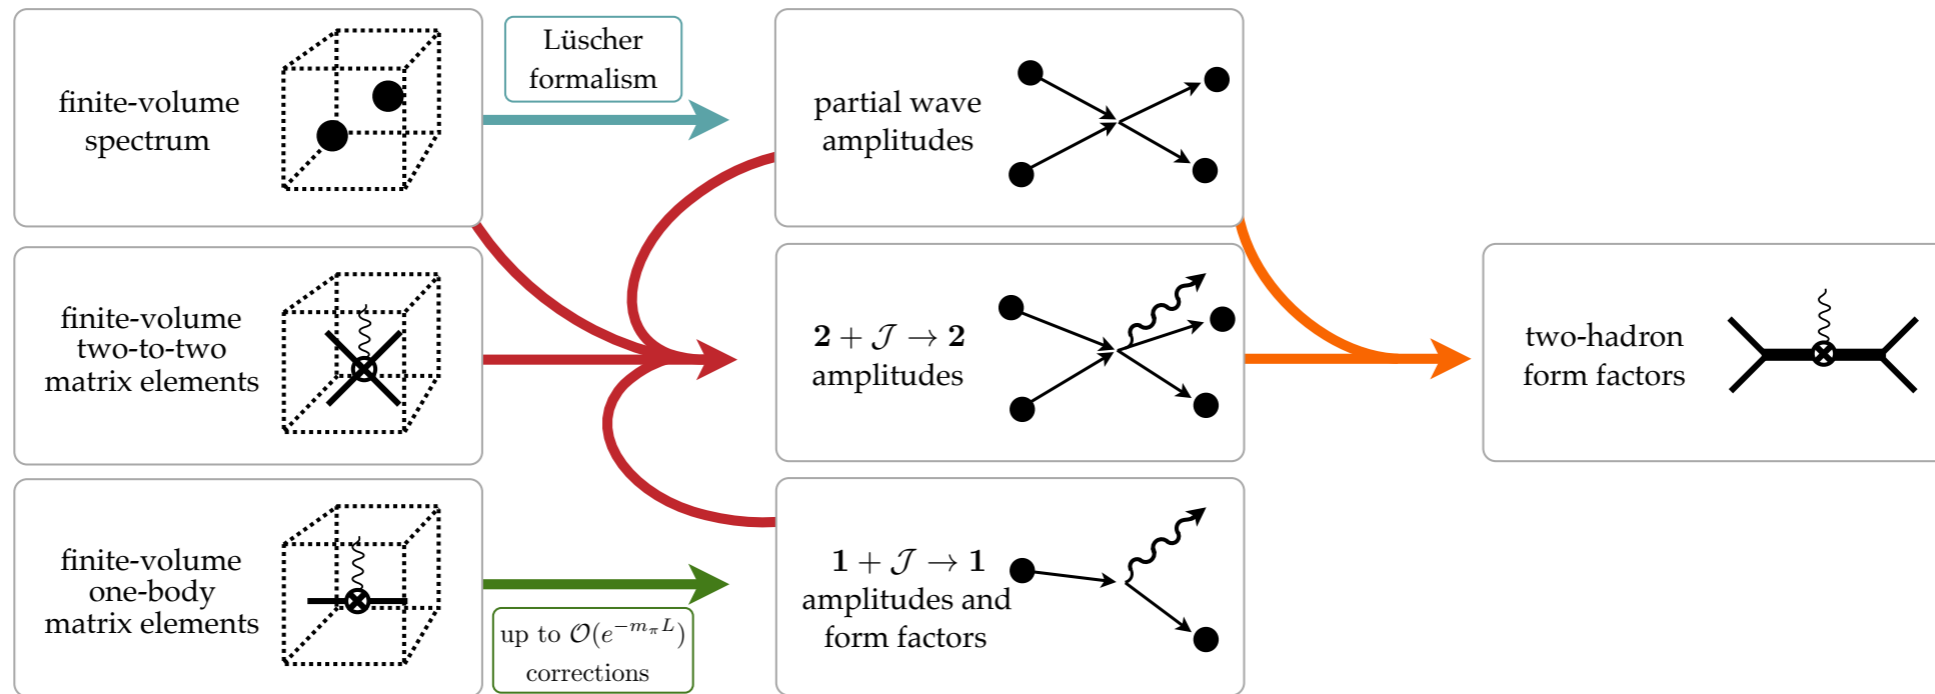 finite-volume
spectrum
Lüscher
formalism
partial wave
amplitudes
finite-volume
two-to-two
matrix elements
2 + 𝒥 → 2
amplitudes
two-hadron
form factors
finite-volume
one-body
matrix elements
up to 𝒪(e^{-m_π L})
corrections
1 + 𝒥 → 1
amplitudes and
form factors